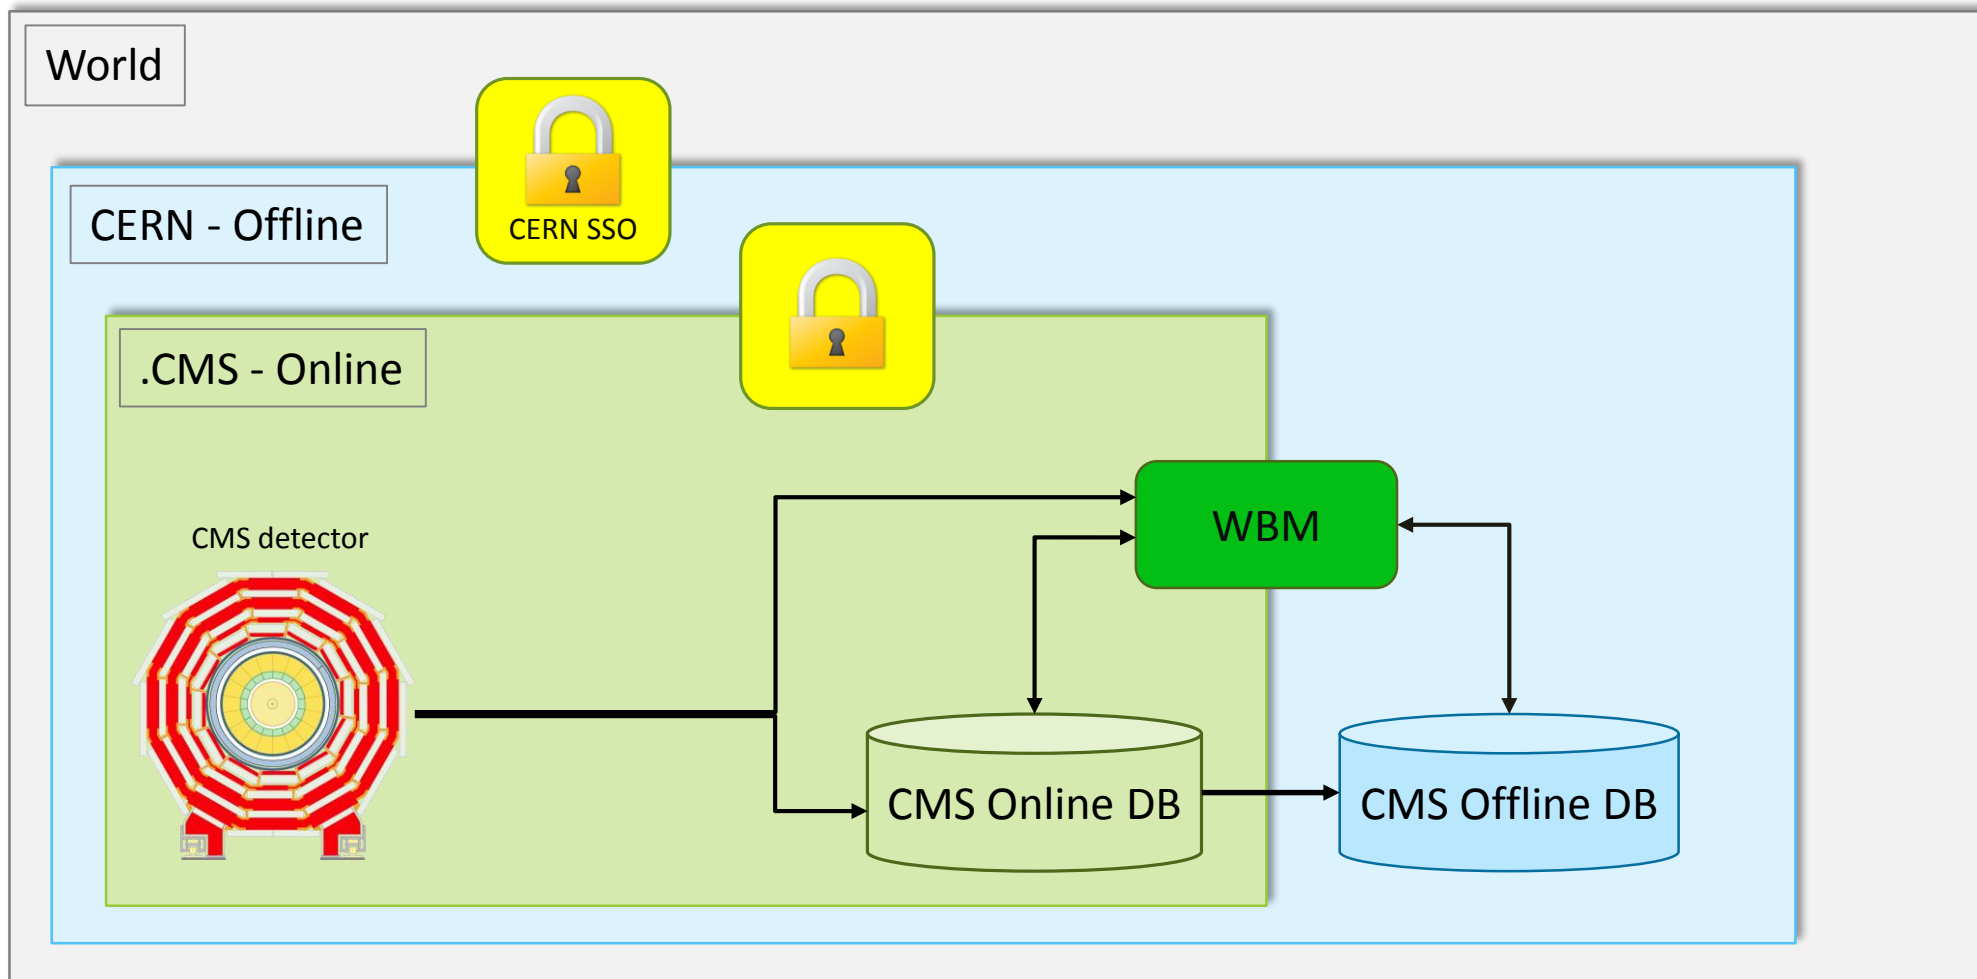 World
CERN SSO
CERN - Offline
.CMS - Online
CMS detector
WBM
CMS Online DB
CMS Offline DB